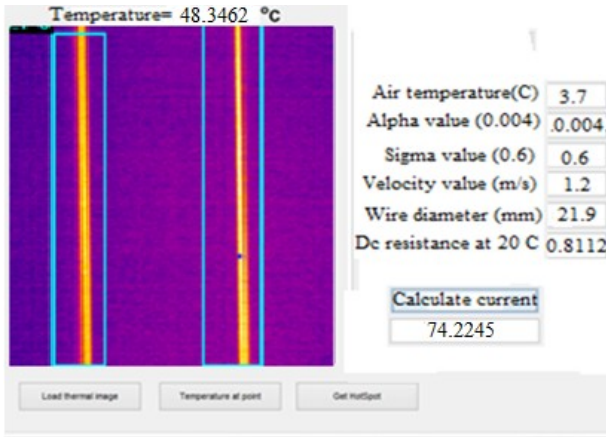 Temperature= 48.3462 °C
Air temperature(C) 3.7
Alpha value (0.004) .0.004
Sigma value (0.6) 0.6
Velocity value (m/s) 1.2
Wire diameter (mm) 21.9
Dc resistance at 20 C 0.8112
Calculate current
74.2245
Load thermal image Temperature at point Get HotSpot